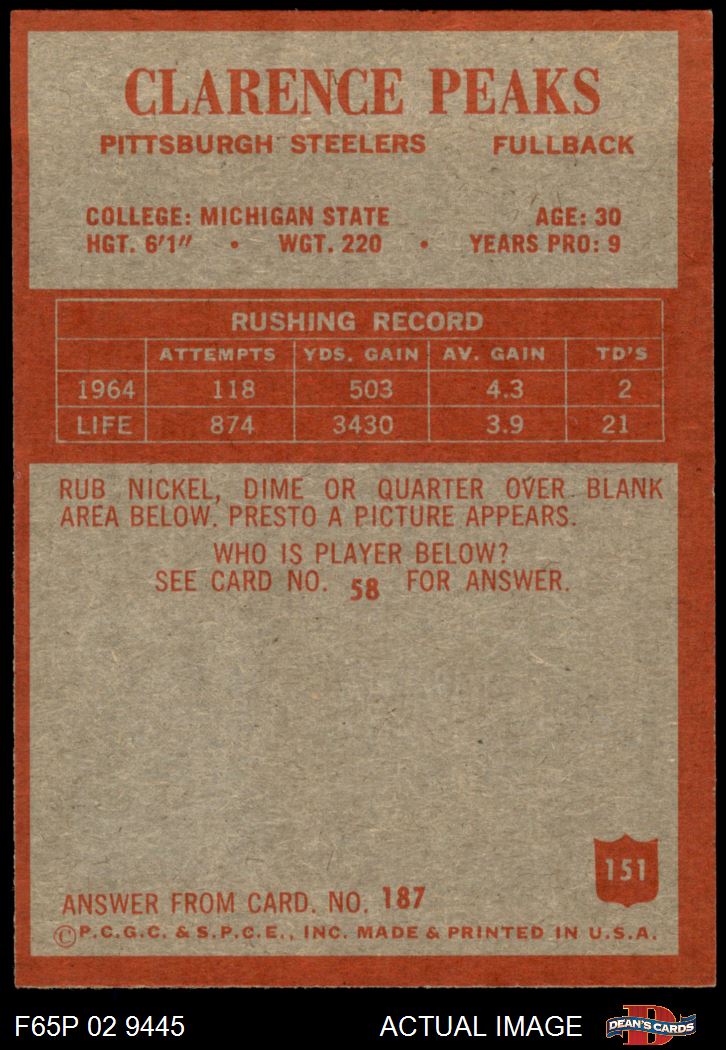 CLARENCE PEAKS
PITTSBURGH STEELERS FULLBACK
COLLEGE: MICHIGAN STATE AGE: 30
HGT. 6'1" • WGT. 220 • YEARS PRO: 9
RUSHING RECORD
ATTEMPTS YDS. GAIN AV. GAIN TD'S
1964 118 503 4.3 2
LIFE 874 3430 3.9 21
RUB NICKEL, DIME OR QUARTER OVER BLANK
AREA BELOW. PRESTO A PICTURE APPEARS.
WHO IS PLAYER BELOW?
SEE CARD NO. 58 FOR ANSWER.
151
ANSWER FROM CARD. NO. 187
©P.C.G.C. & S.P.C.E., INC. MADE & PRINTED IN U.S.A.
F65P 02 9445 ACTUAL IMAGE D DEAN'S CARDS